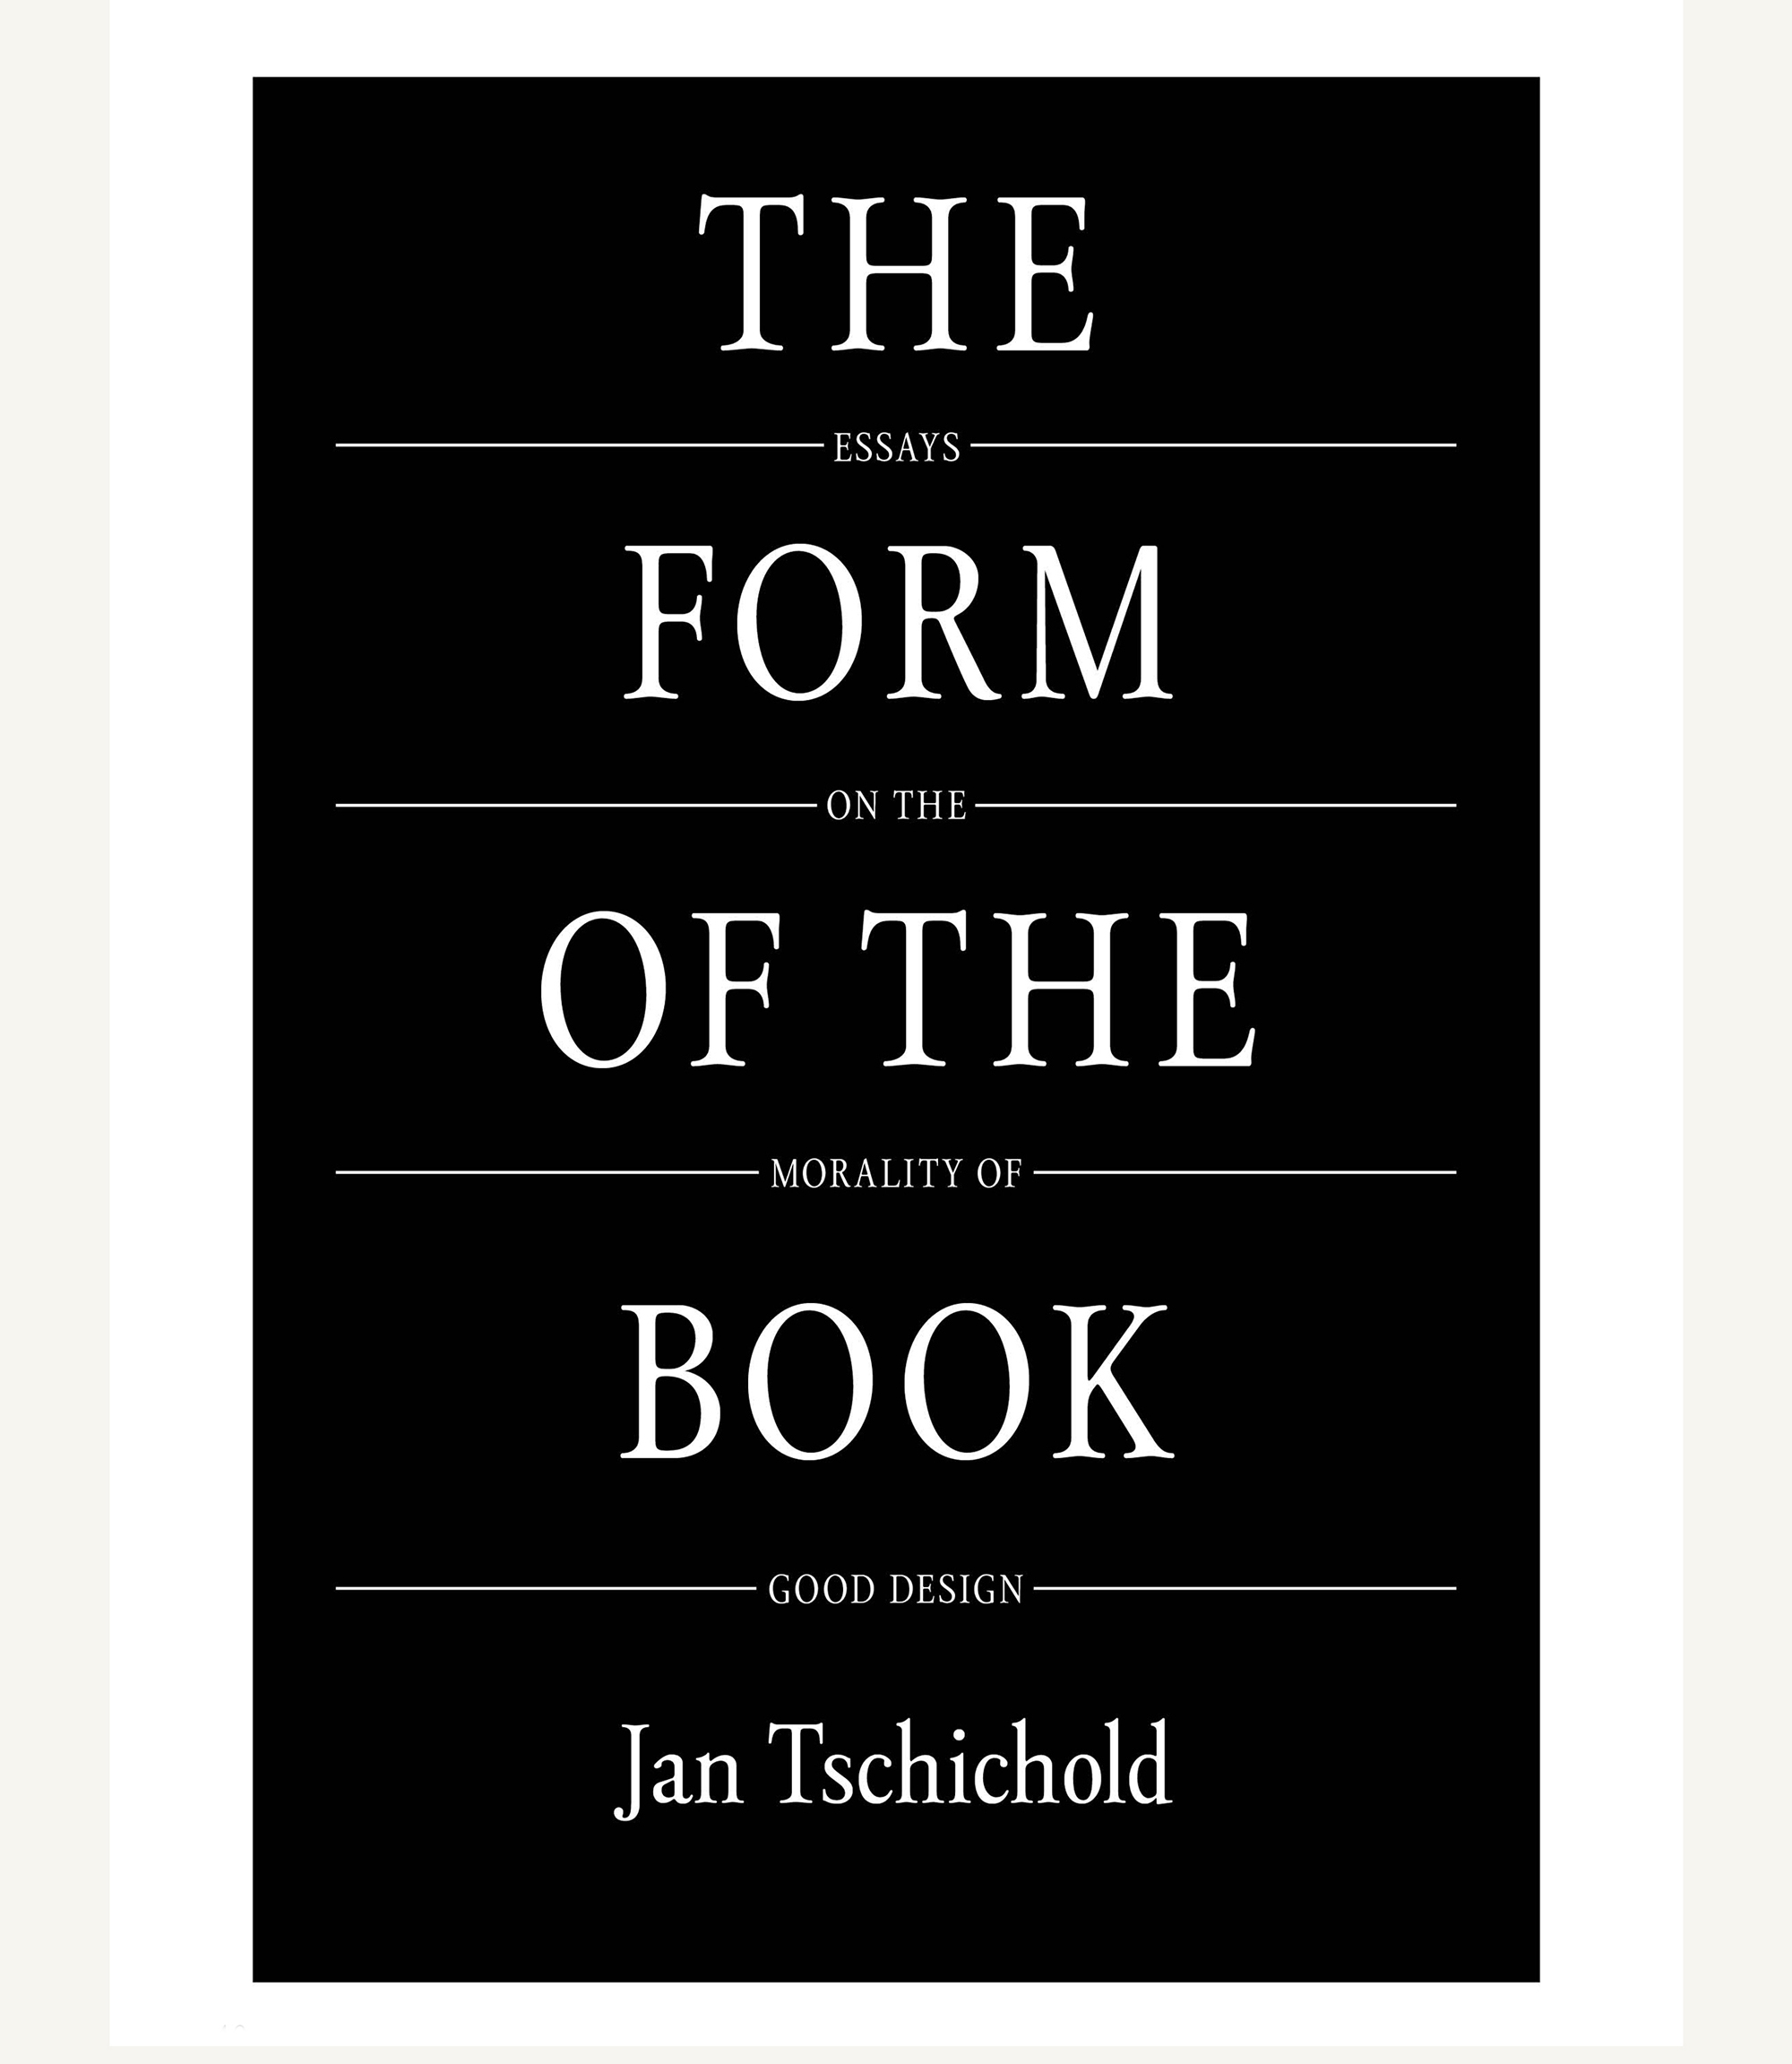 THE
ESSAYS
FORM
ON THE
OF THE
MORALITY OF
BOOK
GOOD DESIGN
Jan Tschichold